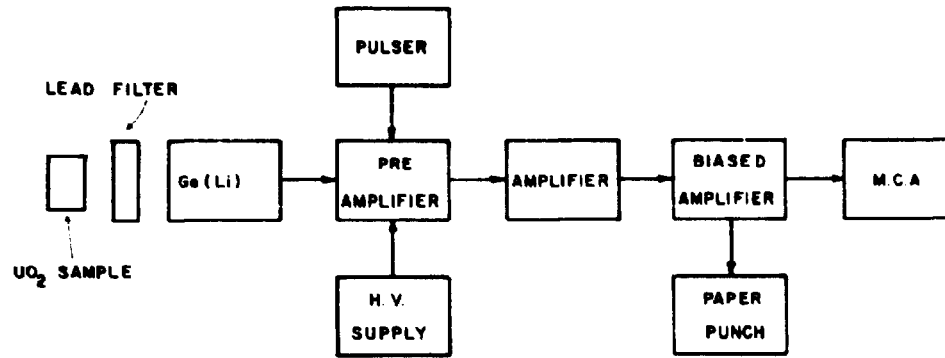 PULSER
LEAD FILTER
Ge (Li)
PRE
AMPLIFIER
AMPLIFIER
BIASED
AMPLIFIER
M.C.A
UO₂ SAMPLE
H.V.
SUPPLY
PAPER
PUNCH